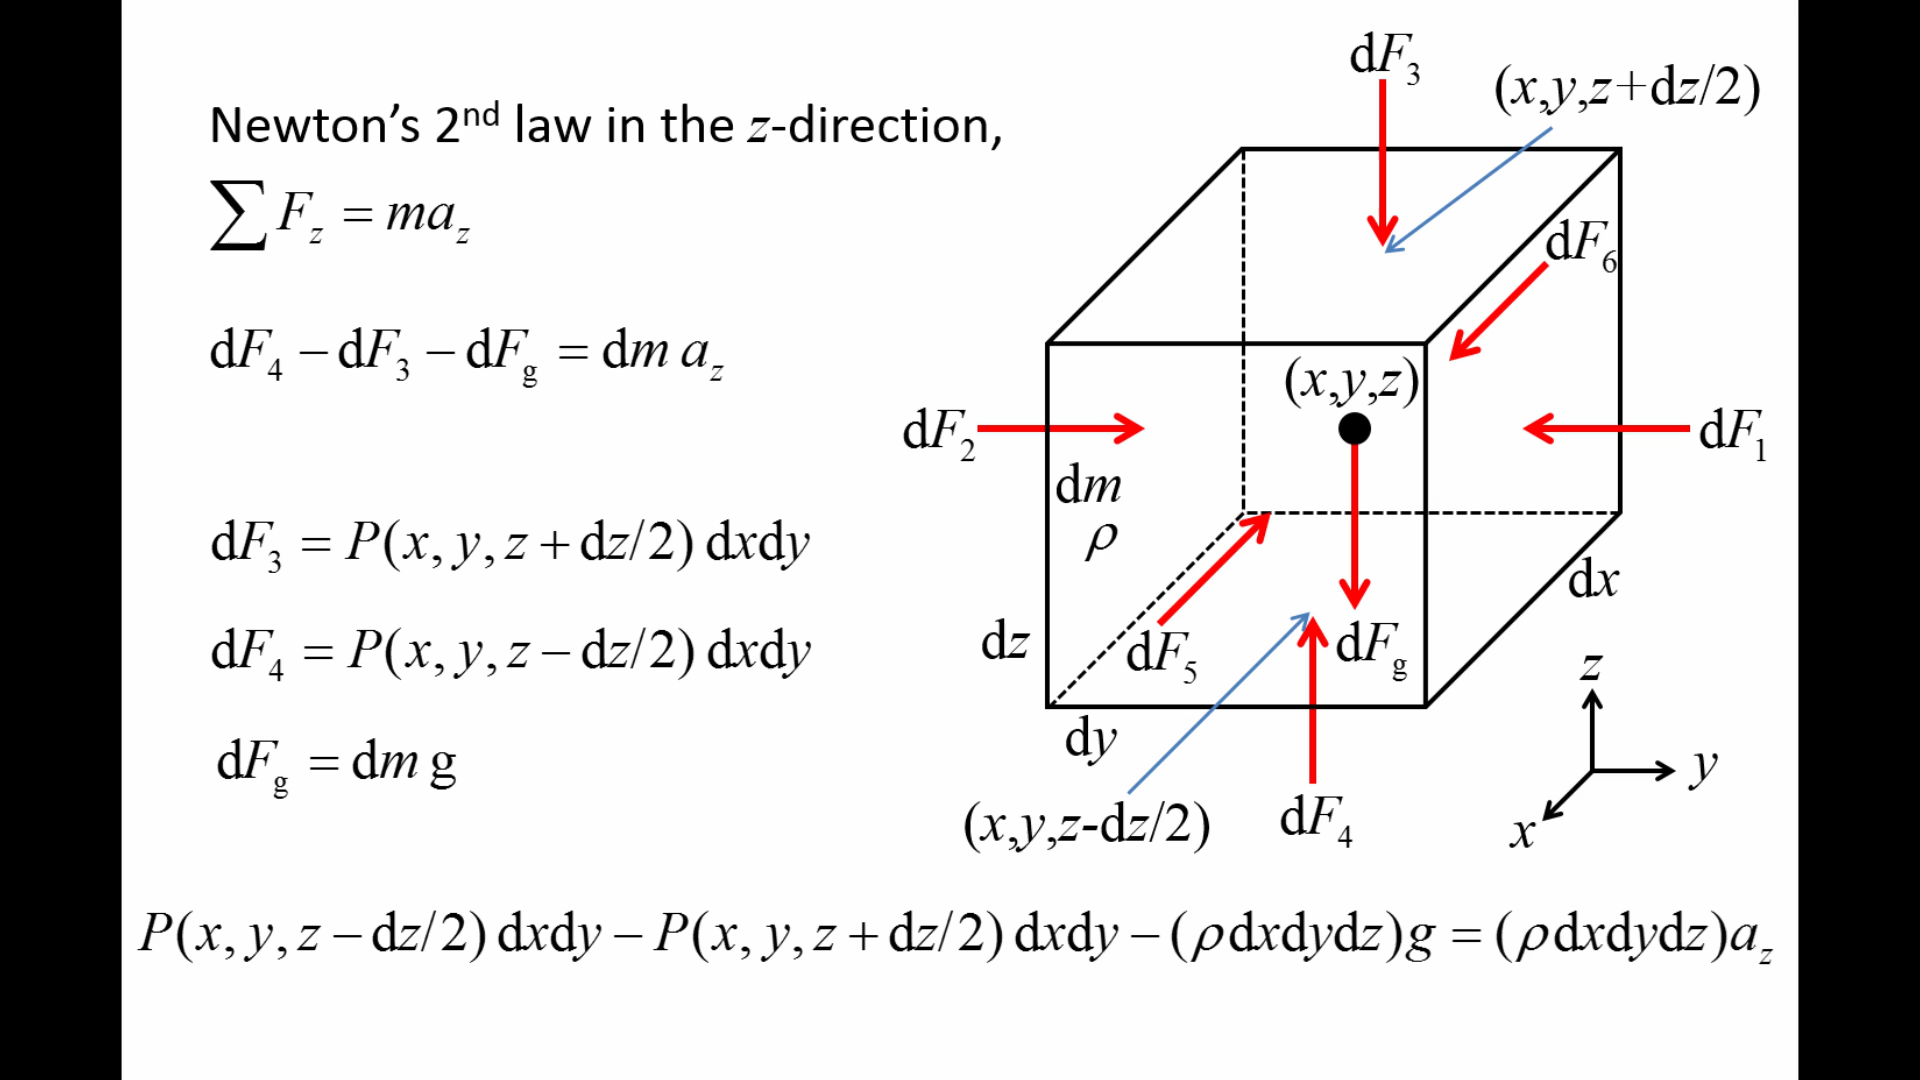 Newton's 2nd law in the z-direction,
∑ F_z = ma_z
dF_4 − dF_3 − dF_g = dm a_z
dF_3 = P(x, y, z + dz/2) dxdy
dF_4 = P(x, y, z − dz/2) dxdy
dF_g = dm g
dF_3
(x,y,z+dz/2)
dF_6
(x,y,z)
dF_2
dF_1
dm
ρ
dx
dz
dF_5
dF_g
dy
(x,y,z-dz/2)
dF_4
z
y
x
P(x, y, z − dz/2) dxdy − P(x, y, z + dz/2) dxdy − (ρdxdydz)g = (ρdxdydz)a_z